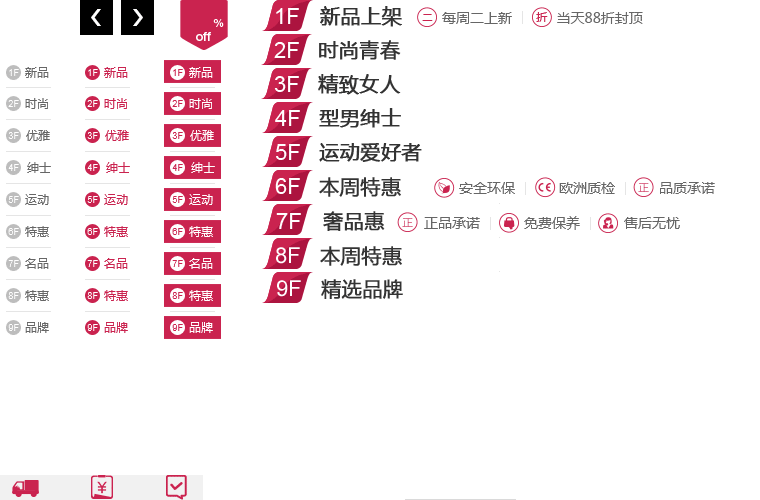 % off
1F 新品 1F 新品 1F 新品
2F 时尚 2F 时尚 2F 时尚
3F 优雅 3F 优雅 3F 优雅
4F 绅士 4F 绅士 4F 绅士
5F 运动 5F 运动 5F 运动
6F 特惠 6F 特惠 6F 特惠
7F 名品 7F 名品 7F 名品
8F 特惠 8F 特惠 8F 特惠
9F 品牌 9F 品牌 9F 品牌
1F 新品上架 二 每周二上新 折 当天88折封顶
2F 时尚青春
3F 精致女人
4F 型男绅士
5F 运动爱好者
6F 本周特惠 安全环保 CE 欧洲质检 正 品质承诺
7F 奢品惠 正 正品承诺 免费保养 售后无忧
8F 本周特惠
9F 精选品牌
¥